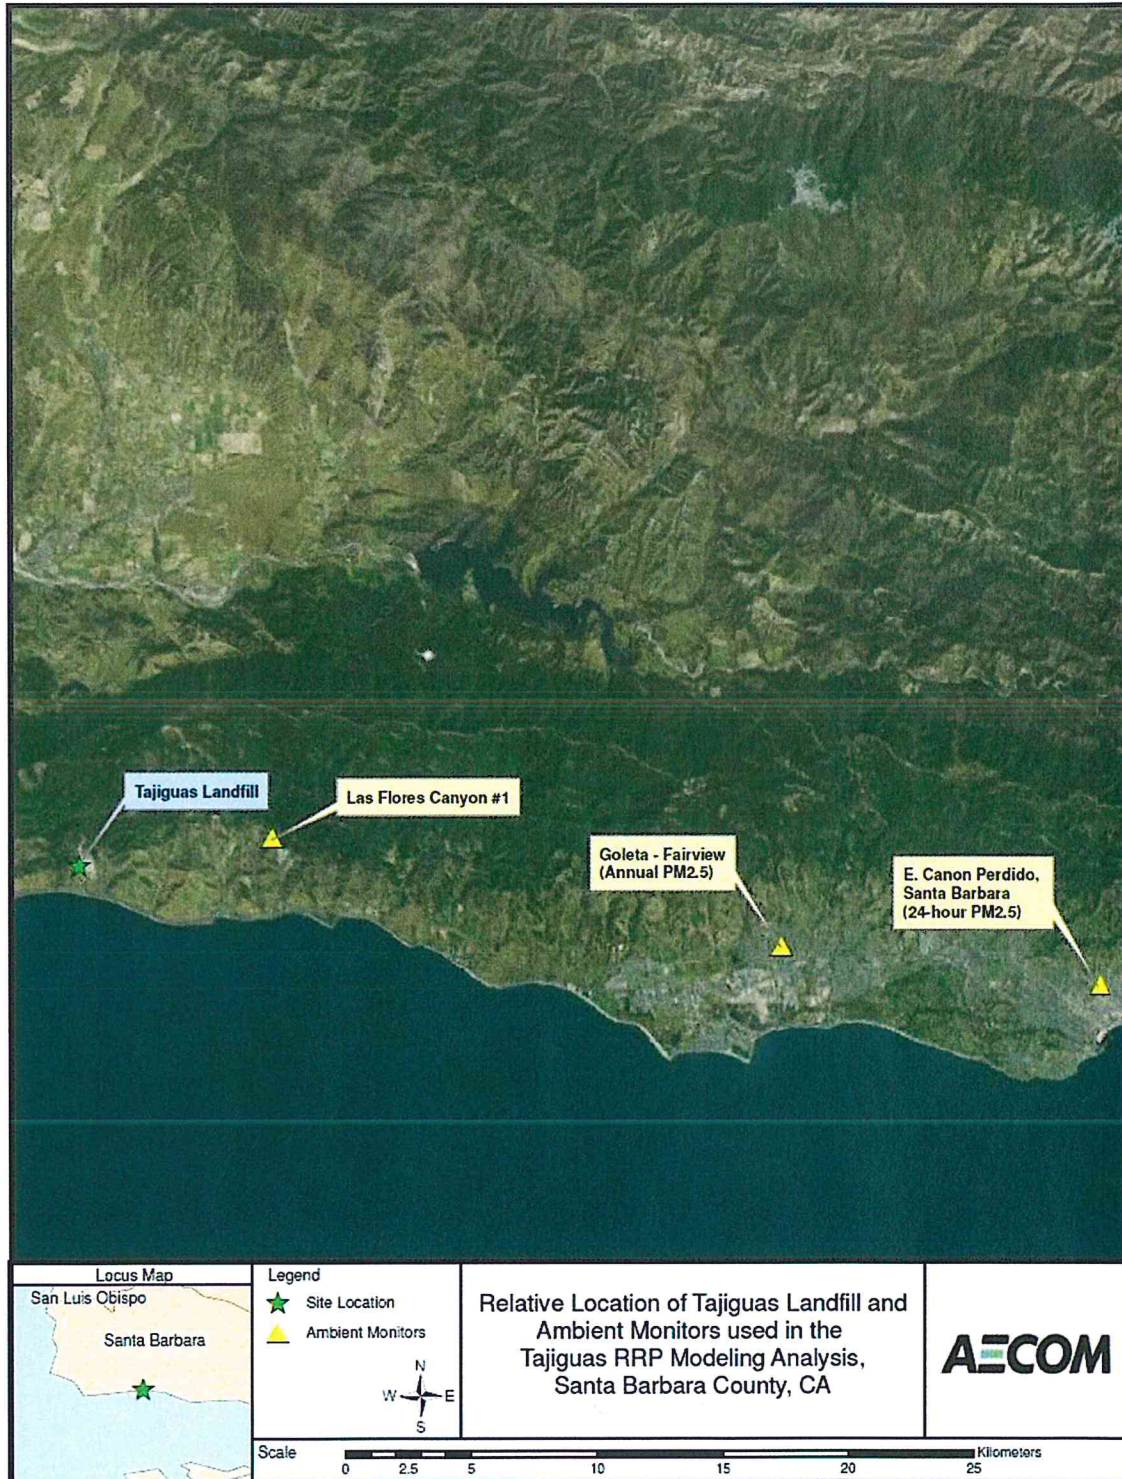 Tajiguas Landfill
Las Flores Canyon #1
Goleta - Fairview
(Annual PM2.5)
E. Canon Perdido,
Santa Barbara
(24-hour PM2.5)
Locus Map
San Luis Obispo
Santa Barbara
Legend
Site Location
Ambient Monitors
N
W E
S
Relative Location of Tajiguas Landfill and
Ambient Monitors used in the
Tajiguas RRP Modeling Analysis,
Santa Barbara County, CA
AECOM
Scale
Kilometers
0 2.5 5 10 15 20 25